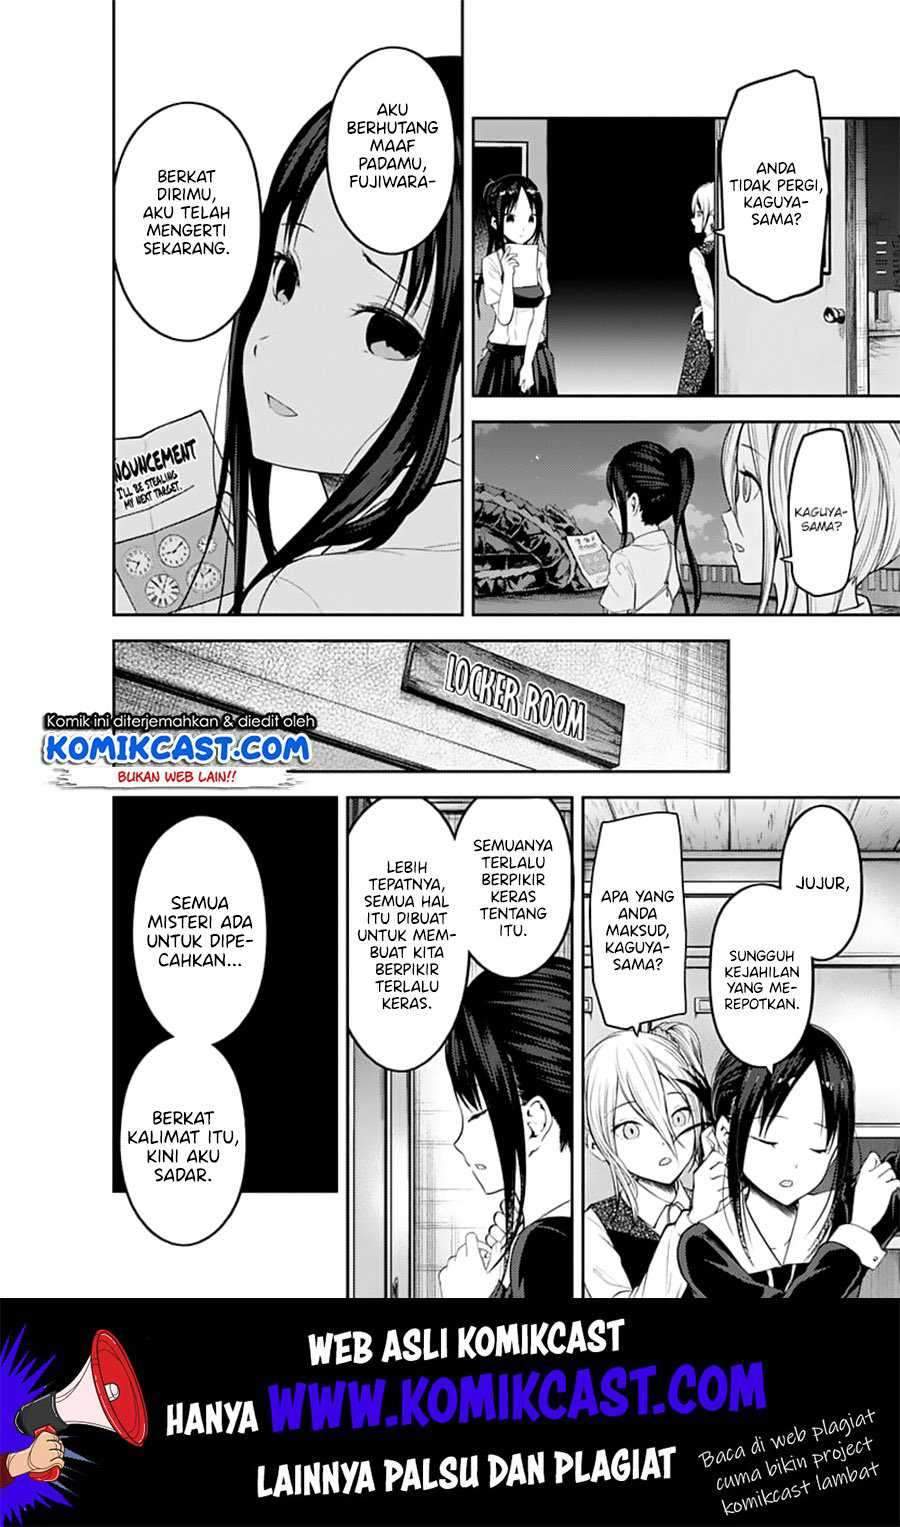 ANDA
TIDAK PERGI,
KAGUYA-
SAMA?
KAGUYA-
SAMA?
AKU
BERHUTANG
MAAF
PADAMU,
FUJIWARA-
BERKAT
DIRIMU,
AKU TELAH
MENGERTI
SEKARANG.
NOUNCEMENT
I'LL BE STEALING
MY NEXT TARGET...
LOCKER ROOM
Komik ini diterjemahkan & diedit oleh
KOMIKCAST.COM
BUKAN WEB LAIN!!
JUJUR,
SUNGGUH
KEJAHILAN
YANG ME-
REPOTKAN.
APA YANG
ANDA
MAKSUD,
KAGUYA-
SAMA?
SEMUANYA
TERLALU
BERPIKIR
KERAS
TENTANG
ITU.
LEBIH
TEPATNYA,
SEMUA HAL
ITU DIBUAT
UNTUK MEM-
BUAT KITA
BERPIKIR
TERLALU
KERAS.
SEMUA
MISTERI ADA
UNTUK DIPE-
CAHKAN...
BERKAT
KALIMAT ITU,
KINI AKU
SADAR.
WEB ASLI KOMIKCAST
HANYA WWW.KOMIKCAST.COM
LAINNYA PALSU DAN PLAGIAT
Baca di web plagiat
cuma bikin project
komikcast lambat